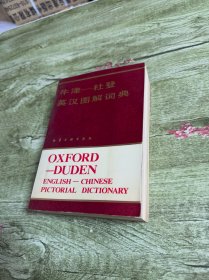 牛津—杜登
英汉图解词典
OXFORD
—DUDEN
ENGLISH—CHINESE
PICTORIAL DICTIONARY